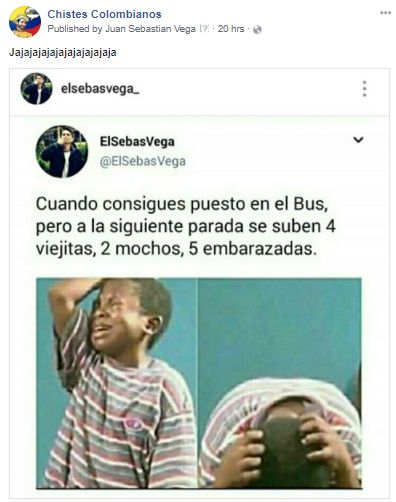 Chistes Colombianos
Published by Juan Sebastian Vega [?] · 20 hrs ·
Jajajajajajajajajajajaja
elsebasvega_
ElSebasVega
@ElSebasVega
Cuando consigues puesto en el Bus,
pero a la siguiente parada se suben 4
viejitas, 2 mochos, 5 embarazadas.